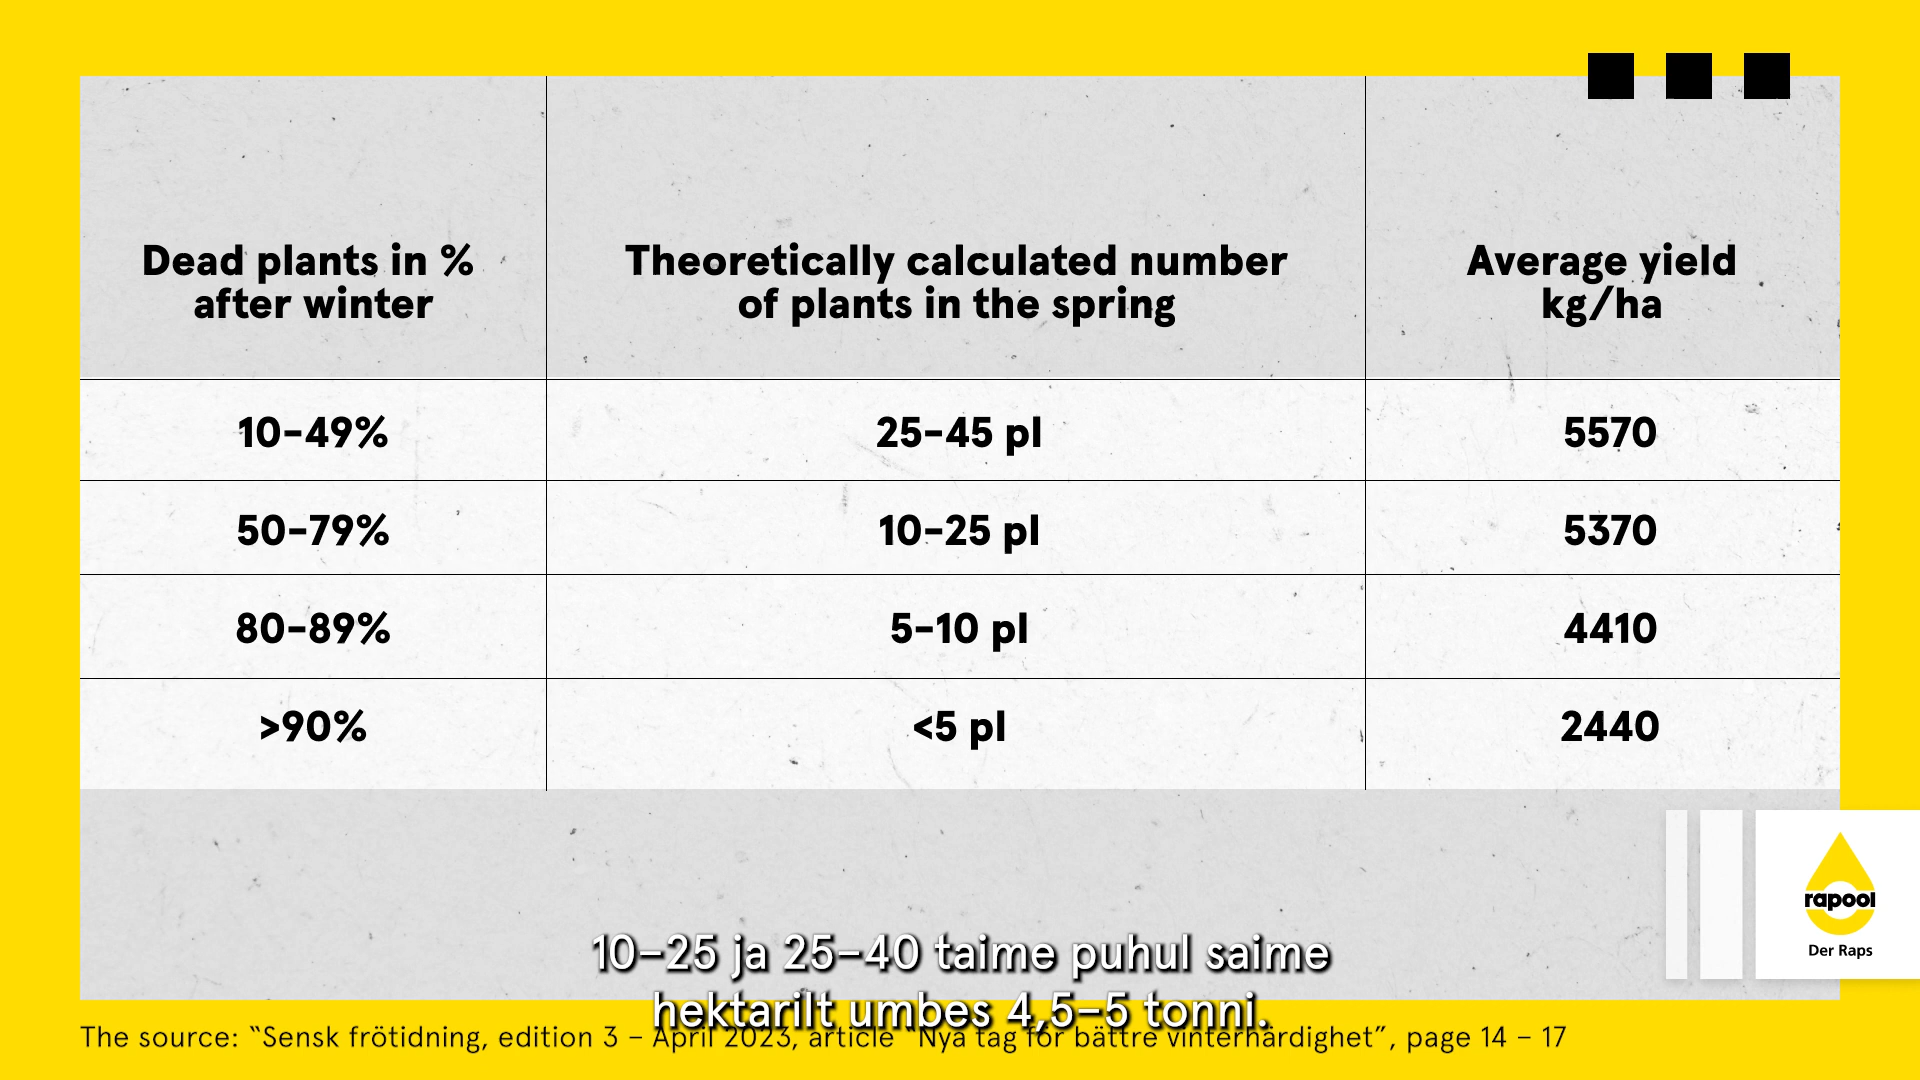 Dead plants in %
after winter
Theoretically calculated number
of plants in the spring
Average yield
kg/ha
10–49%
25–45 pl
5570
50–79%
10–25 pl
5370
80–89%
5–10 pl
4410
>90%
<5 pl
2440
rapool
Der Raps
10–25 ja 25–40 taime puhul saime
hektarilt umbes 4,5–5 tonni.
The source: “Sensk frötidning, edition 3 – April 2023, article “Nya tag för bättre vinterhärdighet”, page 14 – 17